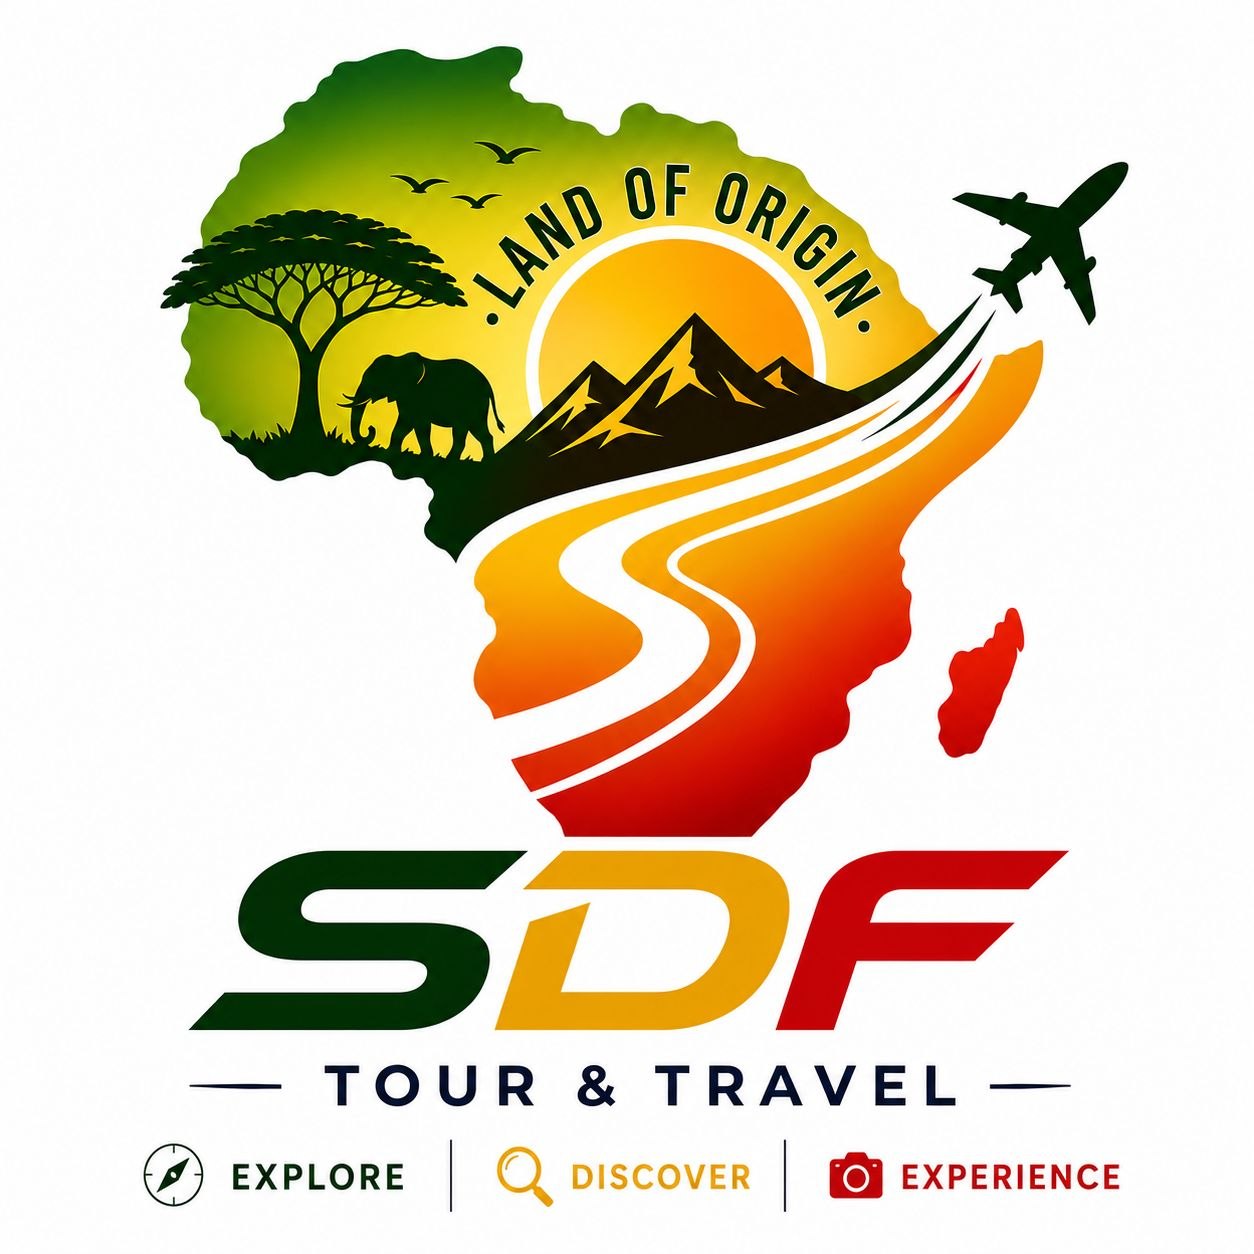 • LAND OF ORIGIN •
SDF
TOUR & TRAVEL
EXPLORE | DISCOVER | EXPERIENCE